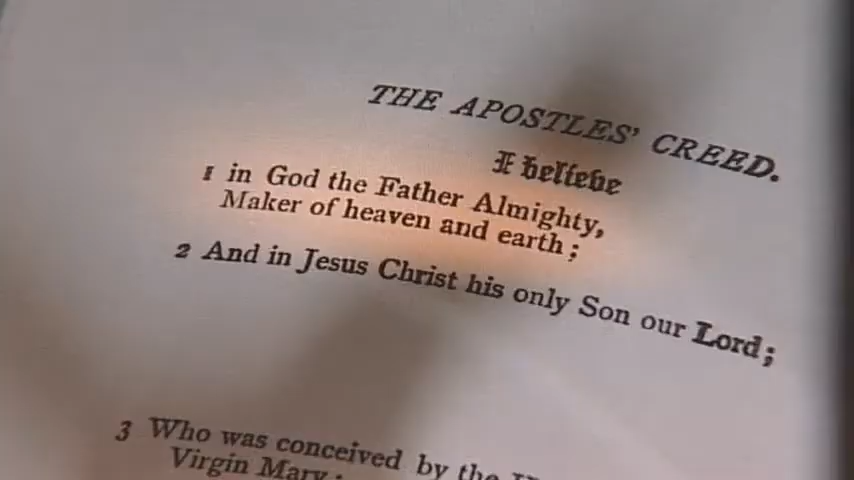 THE APOSTLES' CREED.
I believe
1 in God the Father Almighty,
Maker of heaven and earth;
2 And in Jesus Christ his only Son our Lord;
3 Who was conceived by the
Virgin Mary;